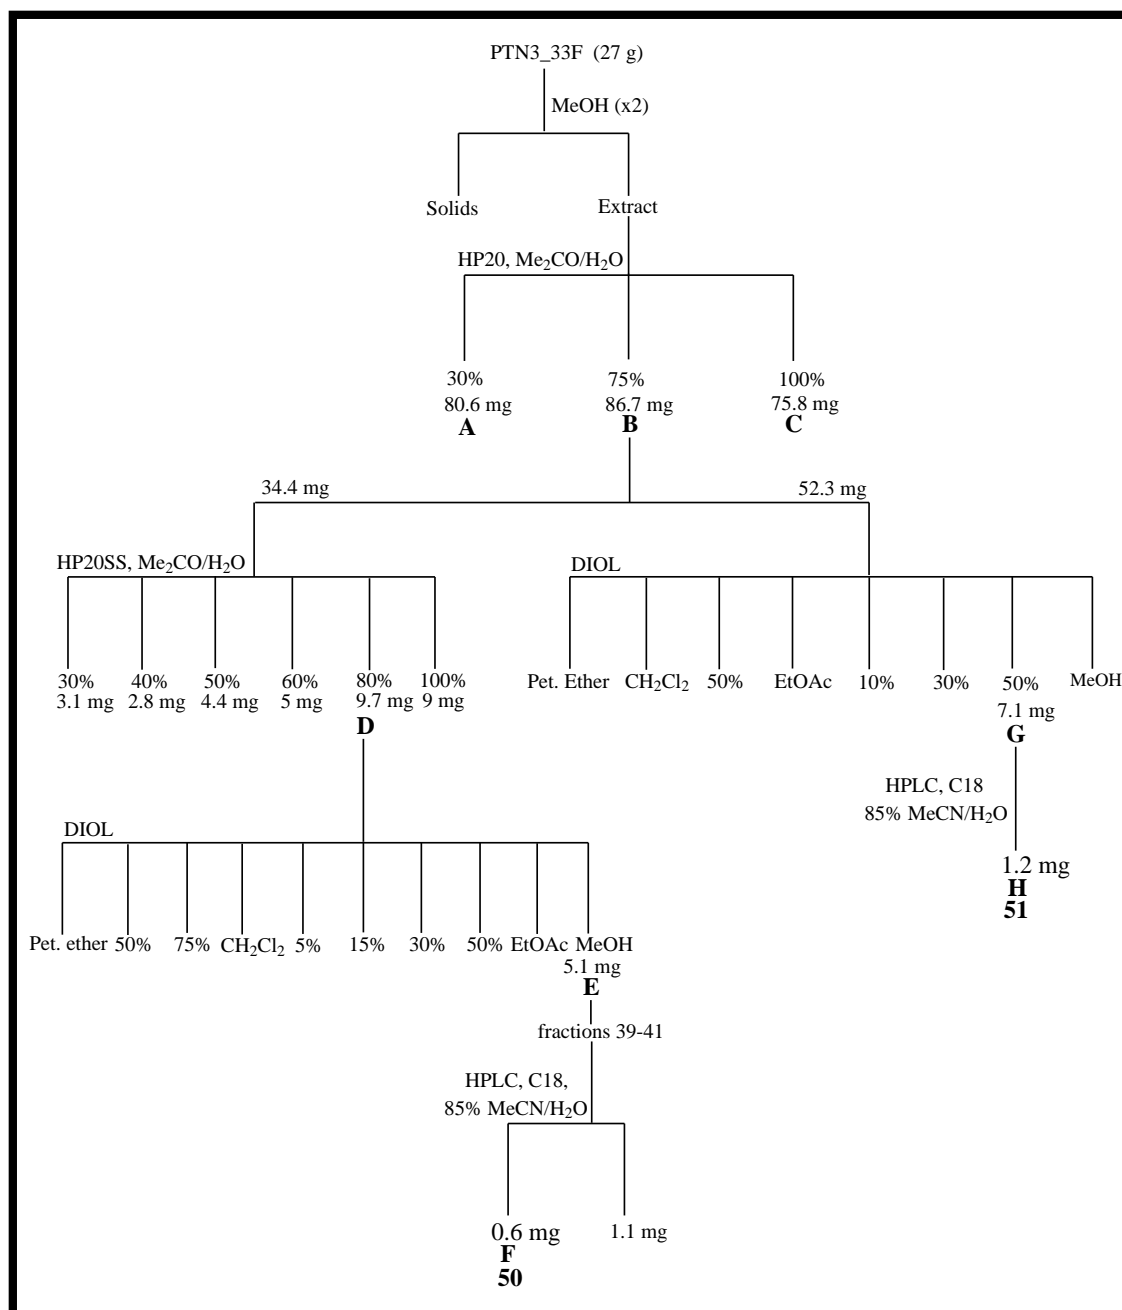 PTN3_33F (27 g)
MeOH (x2)
Solids
Extract
HP20, Me₂CO/H₂O
30%
75%
100%
80.6 mg
86.7 mg
75.8 mg
A
B
C
34.4 mg
52.3 mg
HP20SS, Me₂CO/H₂O
DIOL
30%
40%
50%
60%
80%
100%
3.1 mg
2.8 mg
4.4 mg
5 mg
9.7 mg
9 mg
D
Pet. Ether
CH₂Cl₂
50%
EtOAc
10%
30%
50%
MeOH
7.1 mg
G
HPLC, C18
85% MeCN/H₂O
1.2 mg
H
51
DIOL
Pet. ether
50%
75%
CH₂Cl₂
5%
15%
30%
50%
EtOAc
MeOH
5.1 mg
E
fractions 39-41
HPLC, C18,
85% MeCN/H₂O
0.6 mg
1.1 mg
F
50